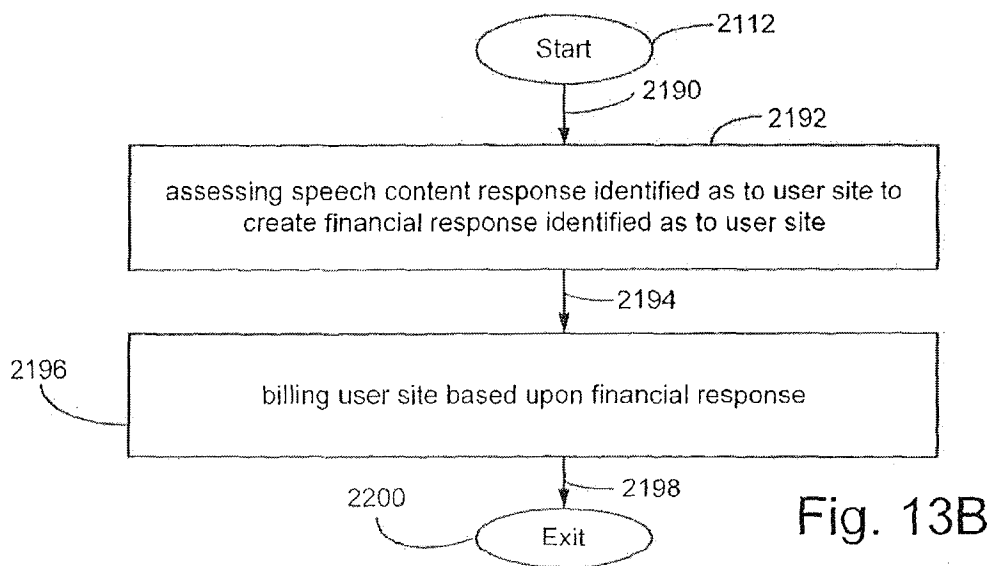 Start
2112
2190
2192
assessing speech content response identified as to user site to
create financial response identified as to user site
2194
2196
billing user site based upon financial response
2198
2200
Exit
Fig. 13B